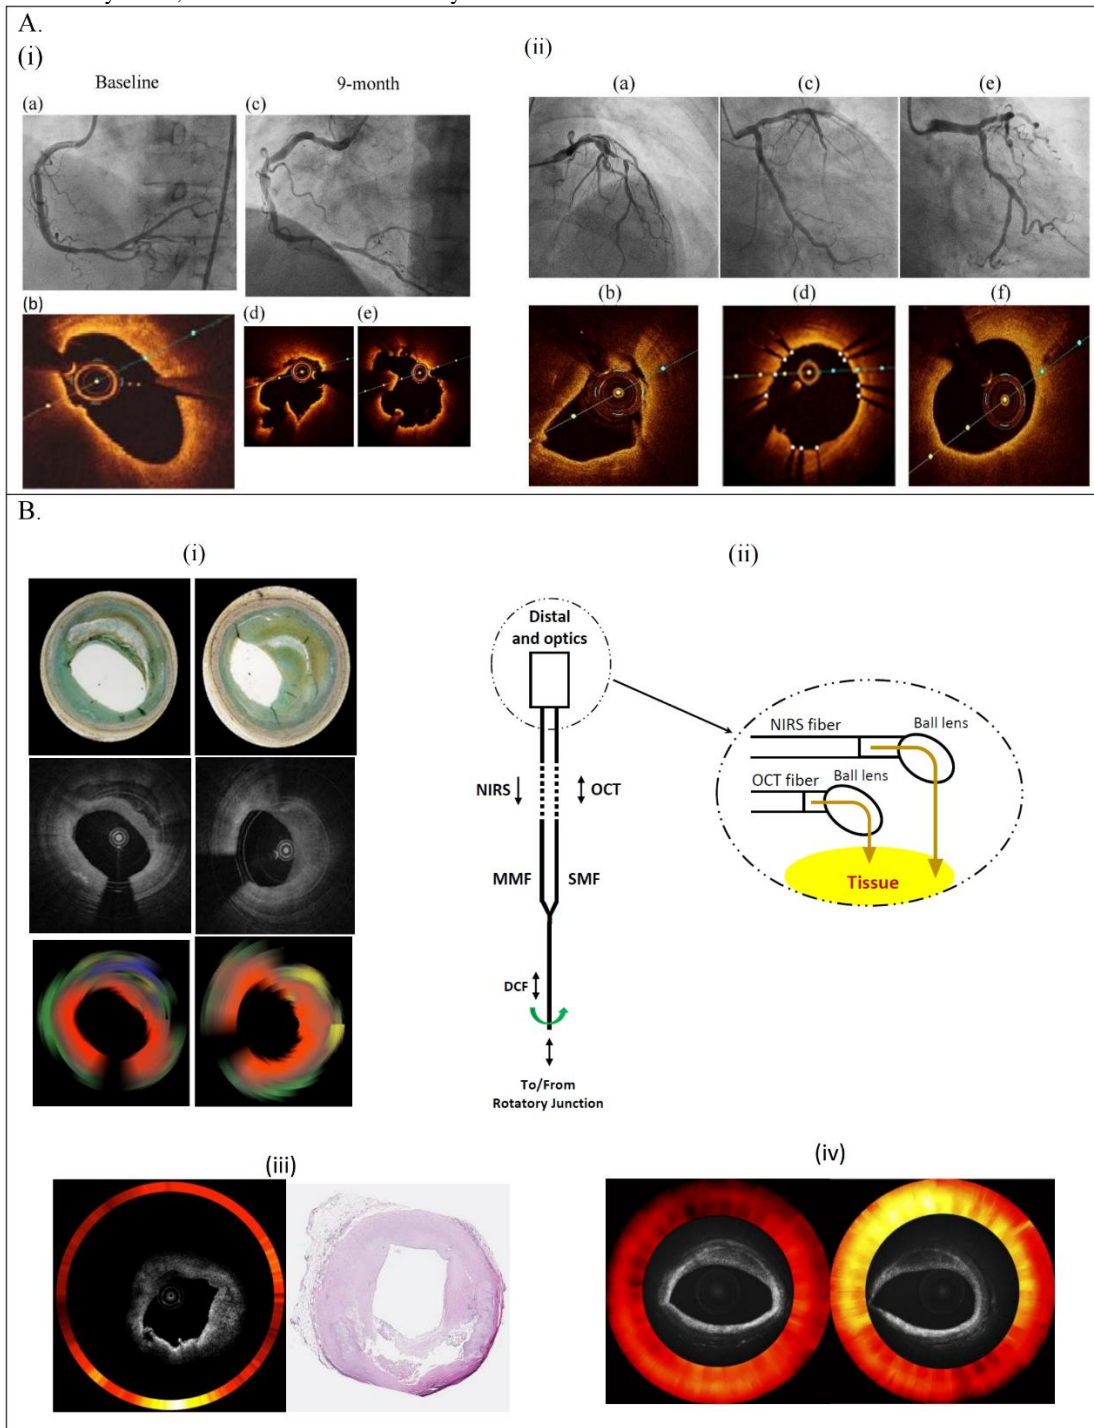 A.
(i)
(ii)
Baseline
9-month
(a)
(c)
(a)
(c)
(e)
(b)
(d)
(e)
(b)
(d)
(f)
B.
(i)
(ii)
Distal
and optics
NIRS
OCT
MMF
SMF
DCF
To/From
Rotatory Junction
NIRS fiber
Ball lens
OCT fiber
Ball lens
Tissue
(iii)
(iv)